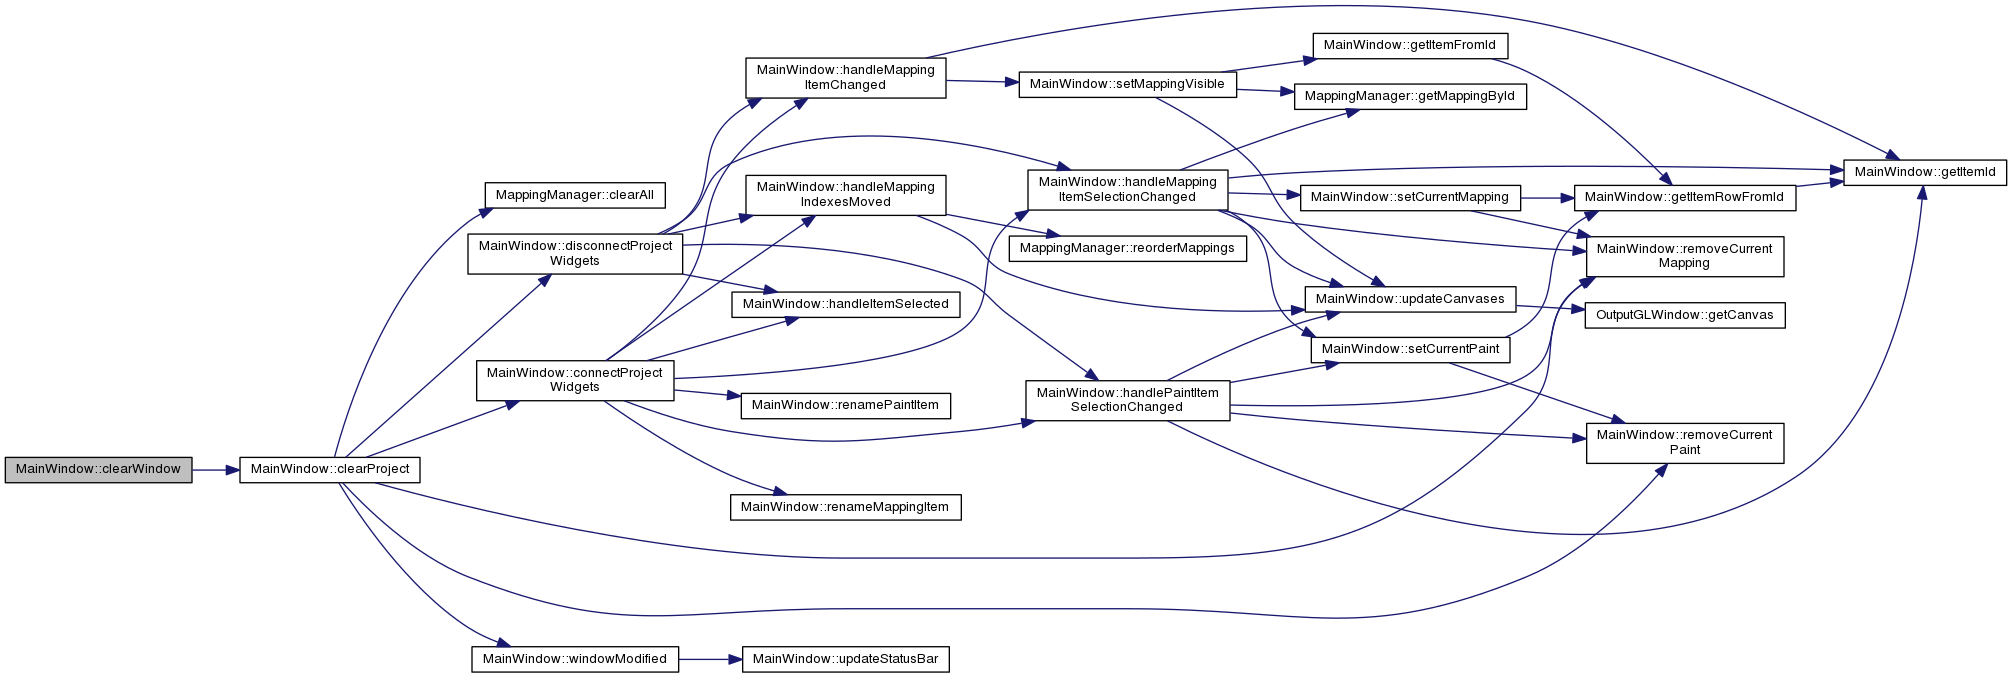 MainWindow::clearWindow
MainWindow::clearProject
MappingManager::clearAll
MainWindow::disconnectProject
Widgets
MainWindow::connectProject
Widgets
MainWindow::windowModified
MainWindow::handleMapping
ItemChanged
MainWindow::handleMapping
IndexesMoved
MainWindow::handleItemSelected
MainWindow::renamePaintItem
MainWindow::renameMappingItem
MainWindow::updateStatusBar
MainWindow::setMappingVisible
MainWindow::handleMapping
ItemSelectionChanged
MappingManager::reorderMappings
MainWindow::handlePaintItem
SelectionChanged
MainWindow::getItemFromId
MappingManager::getMappingById
MainWindow::setCurrentMapping
MainWindow::updateCanvases
MainWindow::setCurrentPaint
MainWindow::getItemRowFromId
MainWindow::removeCurrent
Mapping
OutputGLWindow::getCanvas
MainWindow::removeCurrent
Paint
MainWindow::getItemId